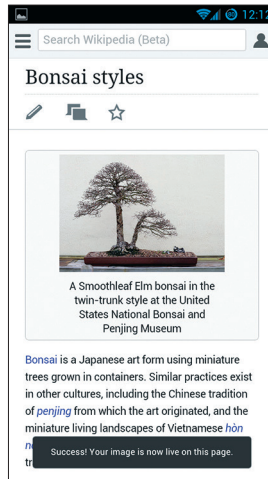 12:12
Search Wikipedia (Beta)
Bonsai styles
A Smoothleaf Elm bonsai in the
twin-trunk style at the United
States National Bonsai and
Penjing Museum
Bonsai is a Japanese art form using miniature
trees grown in containers. Similar practices exist
in other cultures, including the Chinese tradition
of penjing from which the art originated, and the
miniature living landscapes of Vietnamese hòn
Success! Your image is now live on this page.